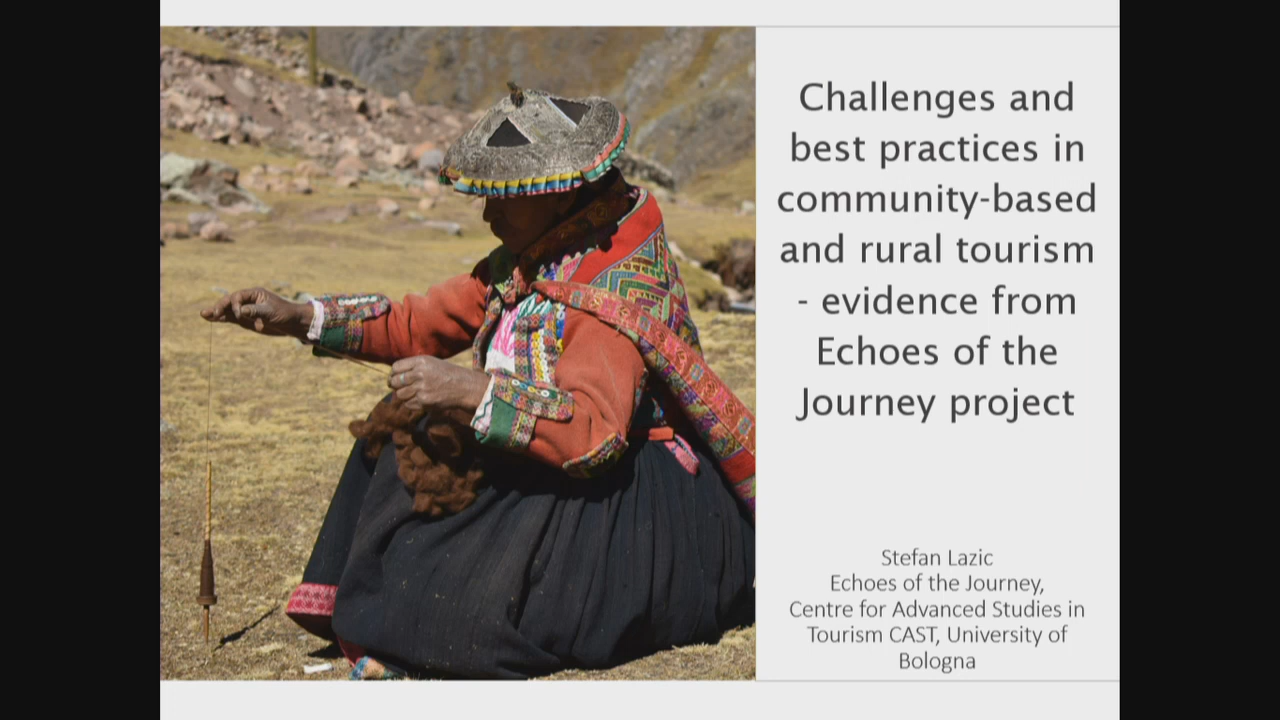 Challenges and
best practices in
community-based
and rural tourism
- evidence from
Echoes of the
Journey project
Stefan Lazic
Echoes of the Journey,
Centre for Advanced Studies in
Tourism CAST, University of
Bologna